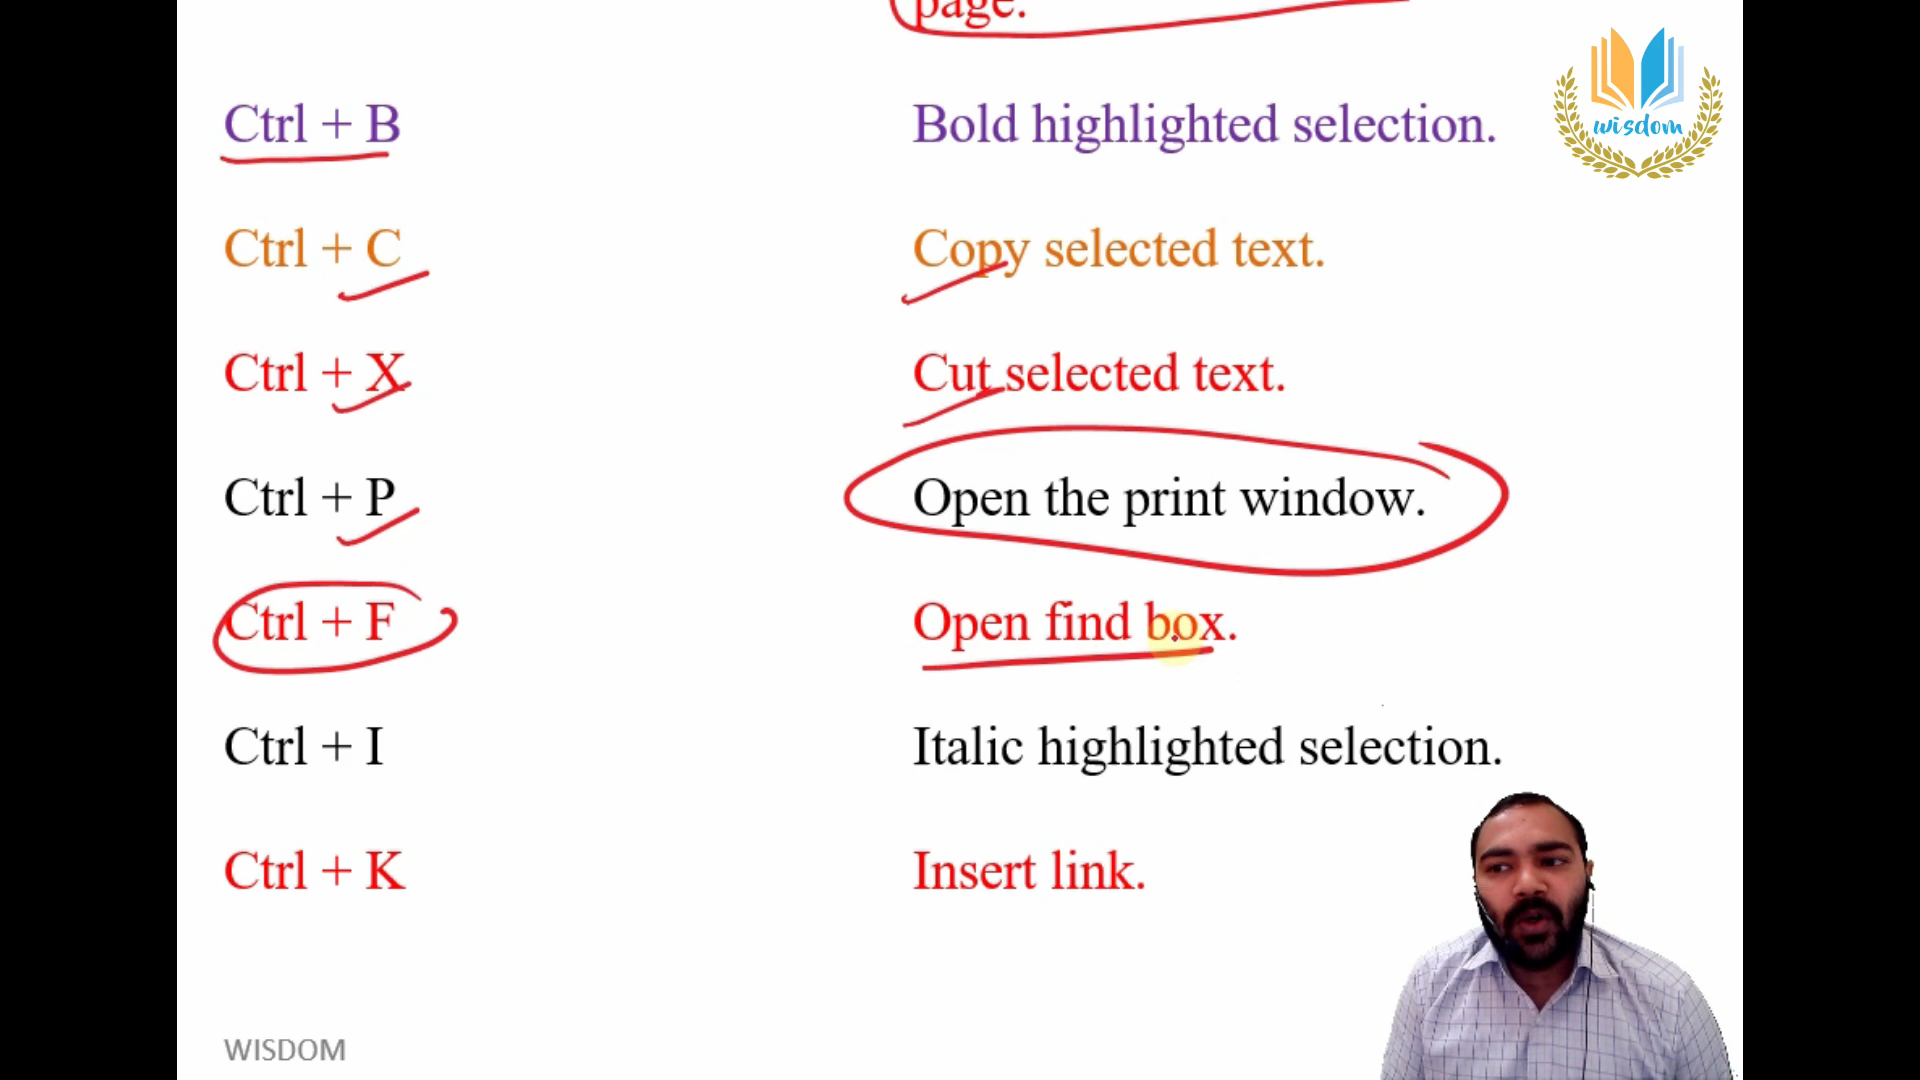 page.
wisdom
Ctrl + B Bold highlighted selection.
Ctrl + C Copy selected text.
Ctrl + X Cut selected text.
Ctrl + P Open the print window.
Ctrl + F Open find box.
Ctrl + I Italic highlighted selection.
Ctrl + K Insert link.
WISDOM